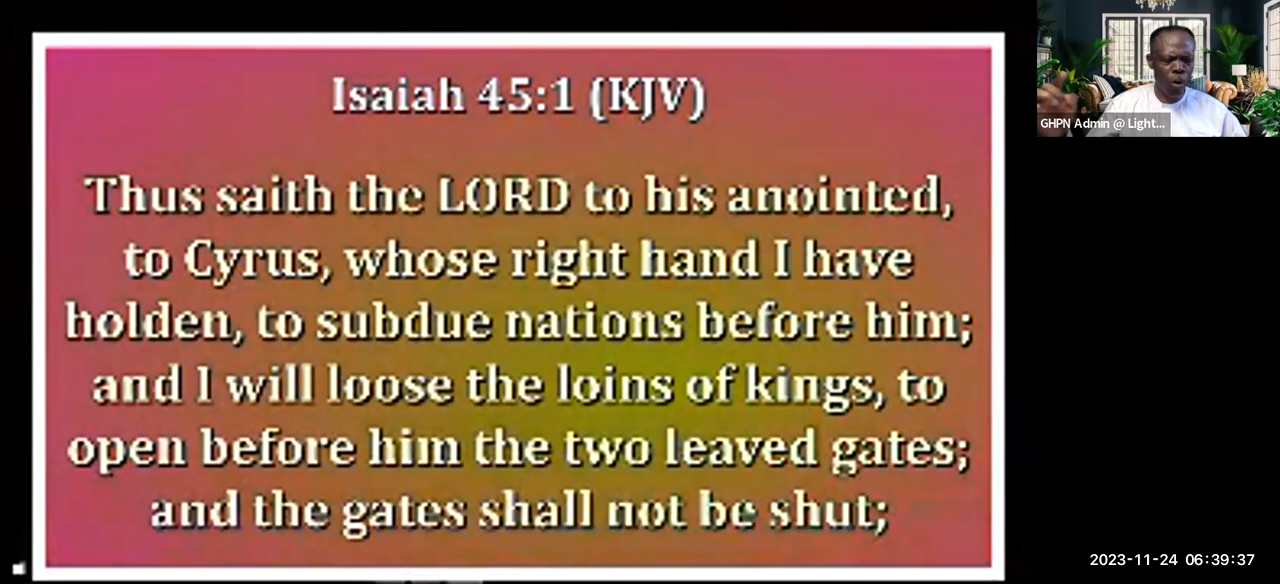 Isaiah 45:1 (KJV)
Thus saith the LORD to his anointed,
to Cyrus, whose right hand I have
holden, to subdue nations before him;
and I will loose the loins of kings, to
open before him the two leaved gates;
and the gates shall not be shut;
GHPN Admin @ Light...
2023-11-24 06:39:37